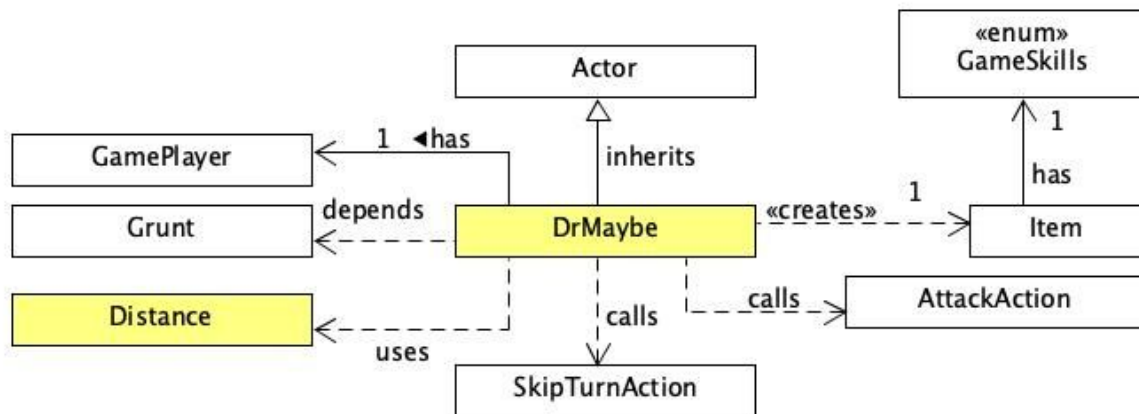 «enum»
GameSkills
Actor
1
1 ◄has
GamePlayer
inherits
has
depends
1
«creates»
Grunt
DrMaybe
Item
Distance
calls
AttackAction
calls
uses
SkipTurnAction